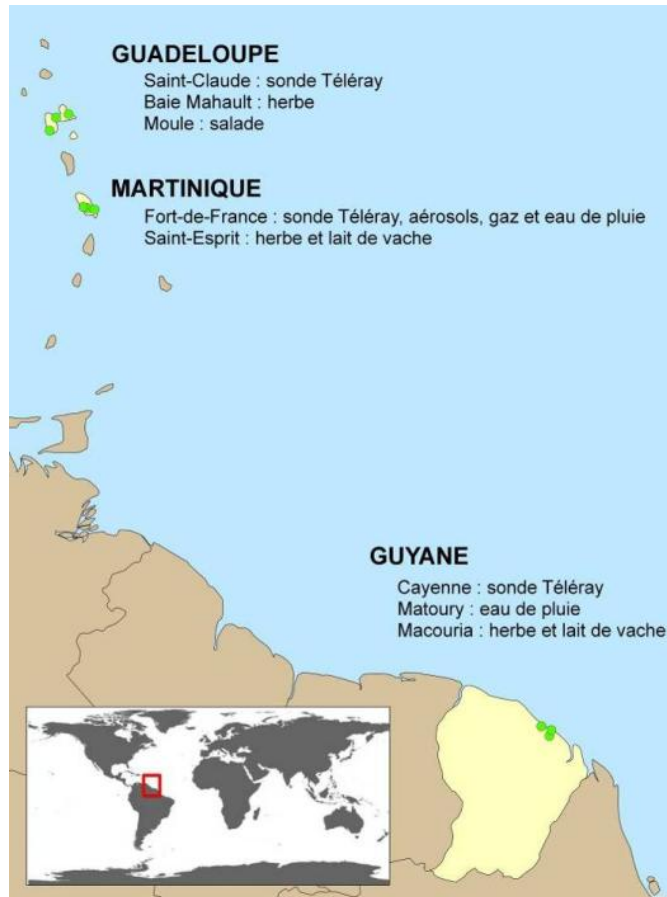 GUADELOUPE
Saint-Claude : sonde Téléray
Baie Mahault : herbe
Moule : salade
MARTINIQUE
Fort-de-France : sonde Téléray, aérosols, gaz et eau de pluie
Saint-Esprit : herbe et lait de vache
GUYANE
Cayenne : sonde Téléray
Matoury : eau de pluie
Macouria : herbe et lait de vache